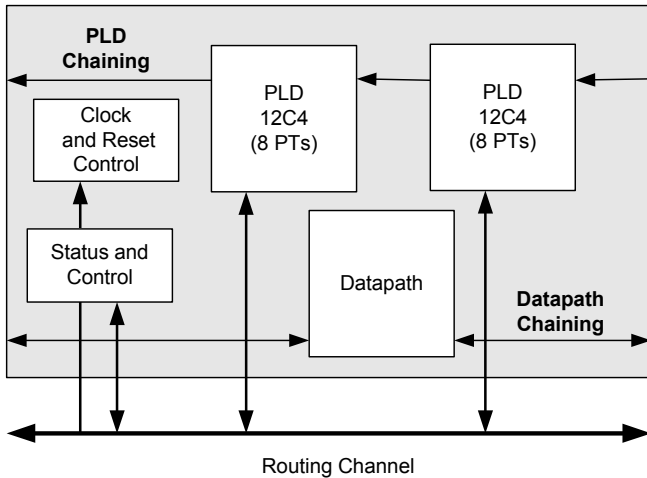 PLD
Chaining
PLD
12C4
(8 PTs)
PLD
12C4
(8 PTs)
Clock
and Reset
Control
Status and
Control
Datapath
Datapath
Chaining
Routing Channel